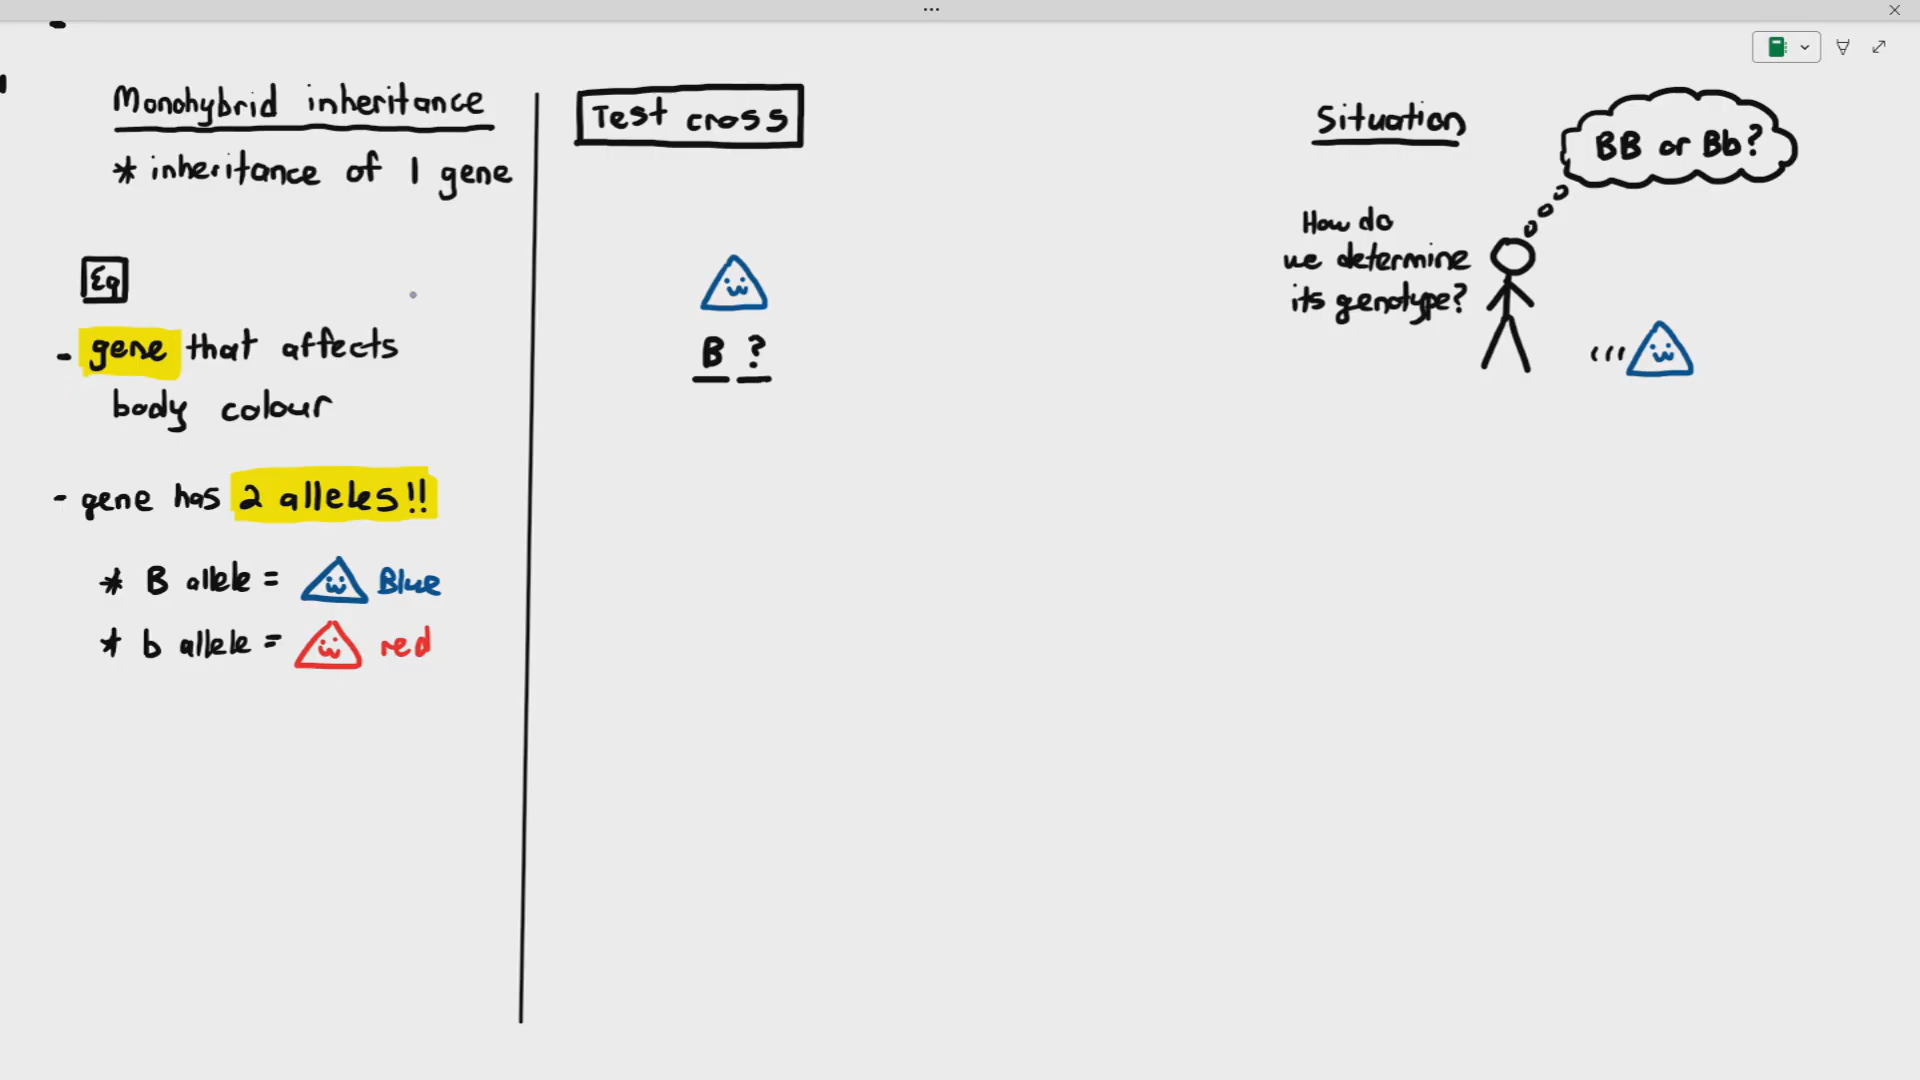 Monohybrid inheritance
* inheritance of 1 gene
Eg
- gene that affects
body colour
- gene has 2 alleles!!
* B allele = Blue
* b allele = red
Test cross
B ?
Situation
BB or Bb?
How do
we determine
its genotype?